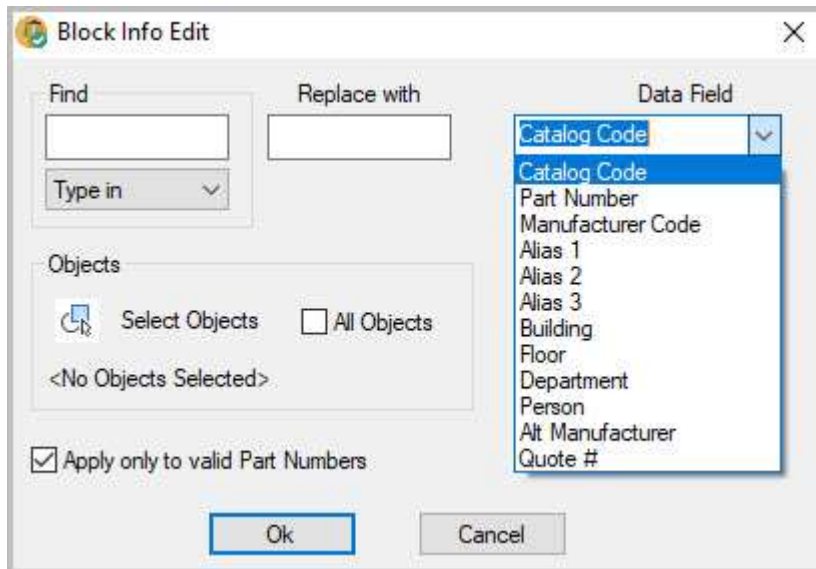 Block Info Edit
Find
Replace with
Data Field
Catalog Code
Type in
Catalog Code
Part Number
Manufacturer Code
Alias 1
Alias 2
Alias 3
Building
Floor
Department
Person
Alt Manufacturer
Quote #
Objects
Select Objects
All Objects
<No Objects Selected>
Apply only to valid Part Numbers
Ok
Cancel